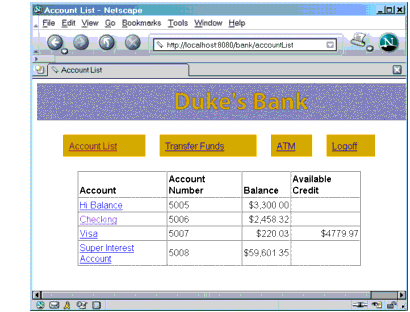 Account List - Netscape
File Edit View Go Bookmarks Tools Window Help
http://localhost:8080/bank/accountList
Account List
Duke's Bank
Account List Transfer Funds ATM Logoff
Account Account Number Balance Available Credit
Hi Balance 5005 $3,300.00
Checking 5006 $2,458.32
Visa 5007 $220.03 $4779.97
Super Interest Account 5008 $59,601.35